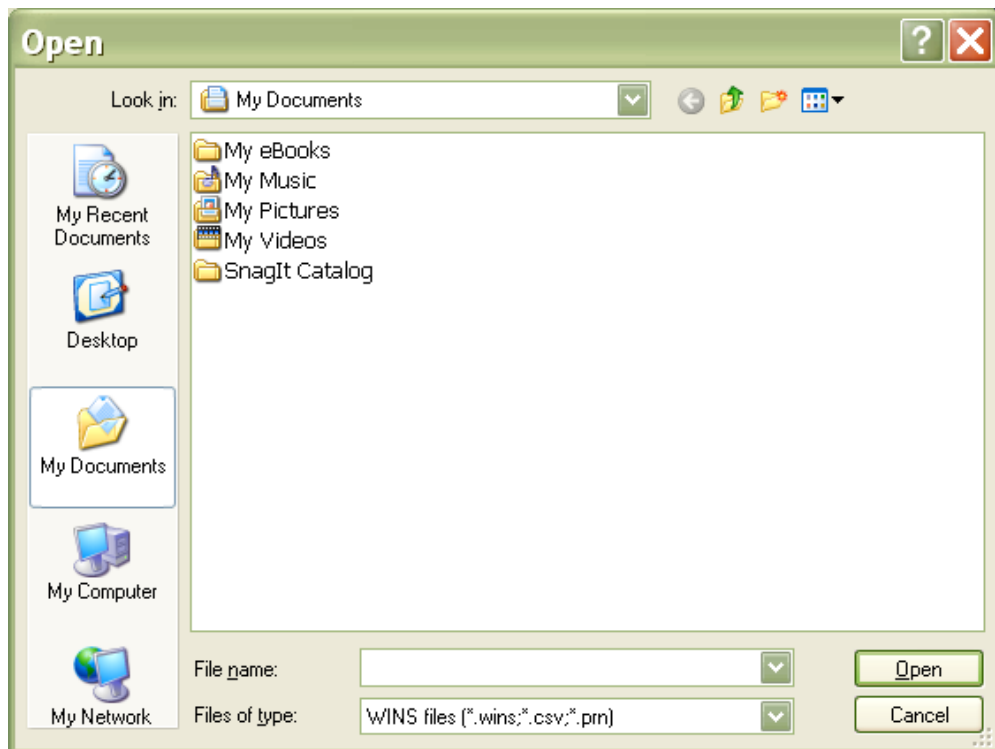 Open
Look in: My Documents
My Recent
Documents
Desktop
My Documents
My Computer
My Network
My eBooks
My Music
My Pictures
My Videos
SnagIt Catalog
File name:
Open
Files of type: WINS files (*.wins;*.csv;*.prn)
Cancel